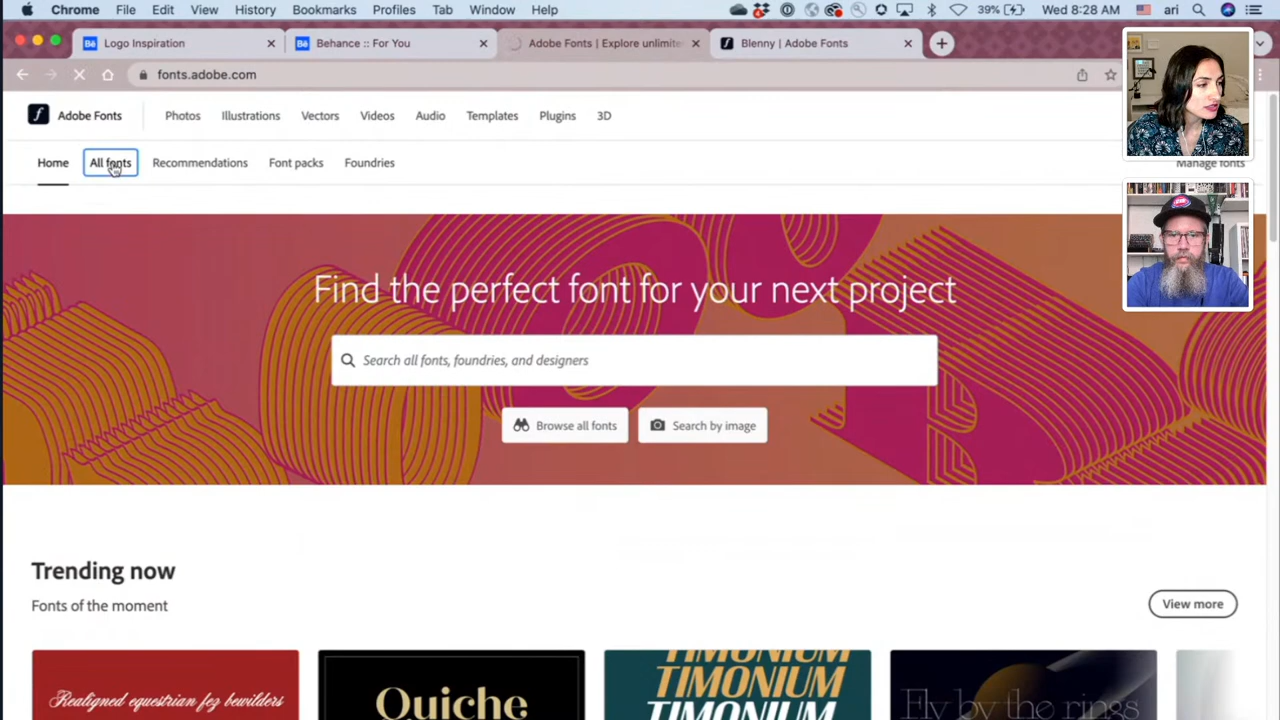 Chrome File Edit View History Bookmarks Profiles Tab Window Help 39% Wed 8:28 AM ari
Bē Logo Inspiration × Bē Behance :: For You × Adobe Fonts | Explore unlimite × f Blenny | Adobe Fonts × +
fonts.adobe.com
f Adobe Fonts Photos Illustrations Vectors Videos Audio Templates Plugins 3D
Home All fonts Recommendations Font packs Foundries Manage fonts
Find the perfect font for your next project
Search all fonts, foundries, and designers
Browse all fonts Search by image
Trending now
Fonts of the moment
View more
TIMONIUM
TIMONIUM
TIMONIUM
Realigned equestrian fez bewilders
Quiche
Fly by the rings